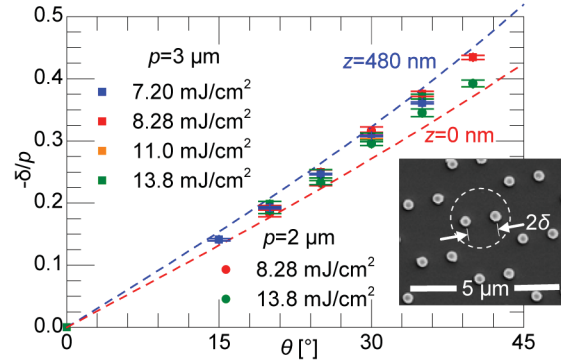 0.5
0.4
0.3
0.2
0.1
0.0
-δ/p
p=3 µm
7.20 mJ/cm²
8.28 mJ/cm²
11.0 mJ/cm²
13.8 mJ/cm²
z=480 nm
z=0 nm
p=2 µm
8.28 mJ/cm²
13.8 mJ/cm²
2δ
5 µm
0
15
30
45
θ [°]